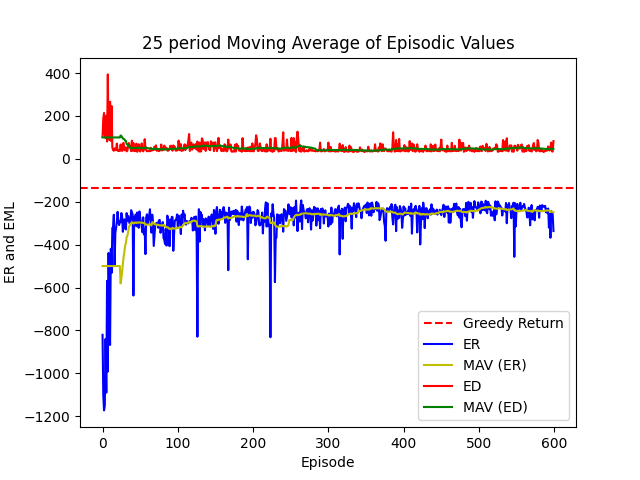 25 period Moving Average of Episodic Values
400
200
0
−200
−400
−600
−800
−1000
−1200
ER and EML
0
100
200
300
400
500
600
Episode
Greedy Return
ER
MAV (ER)
ED
MAV (ED)